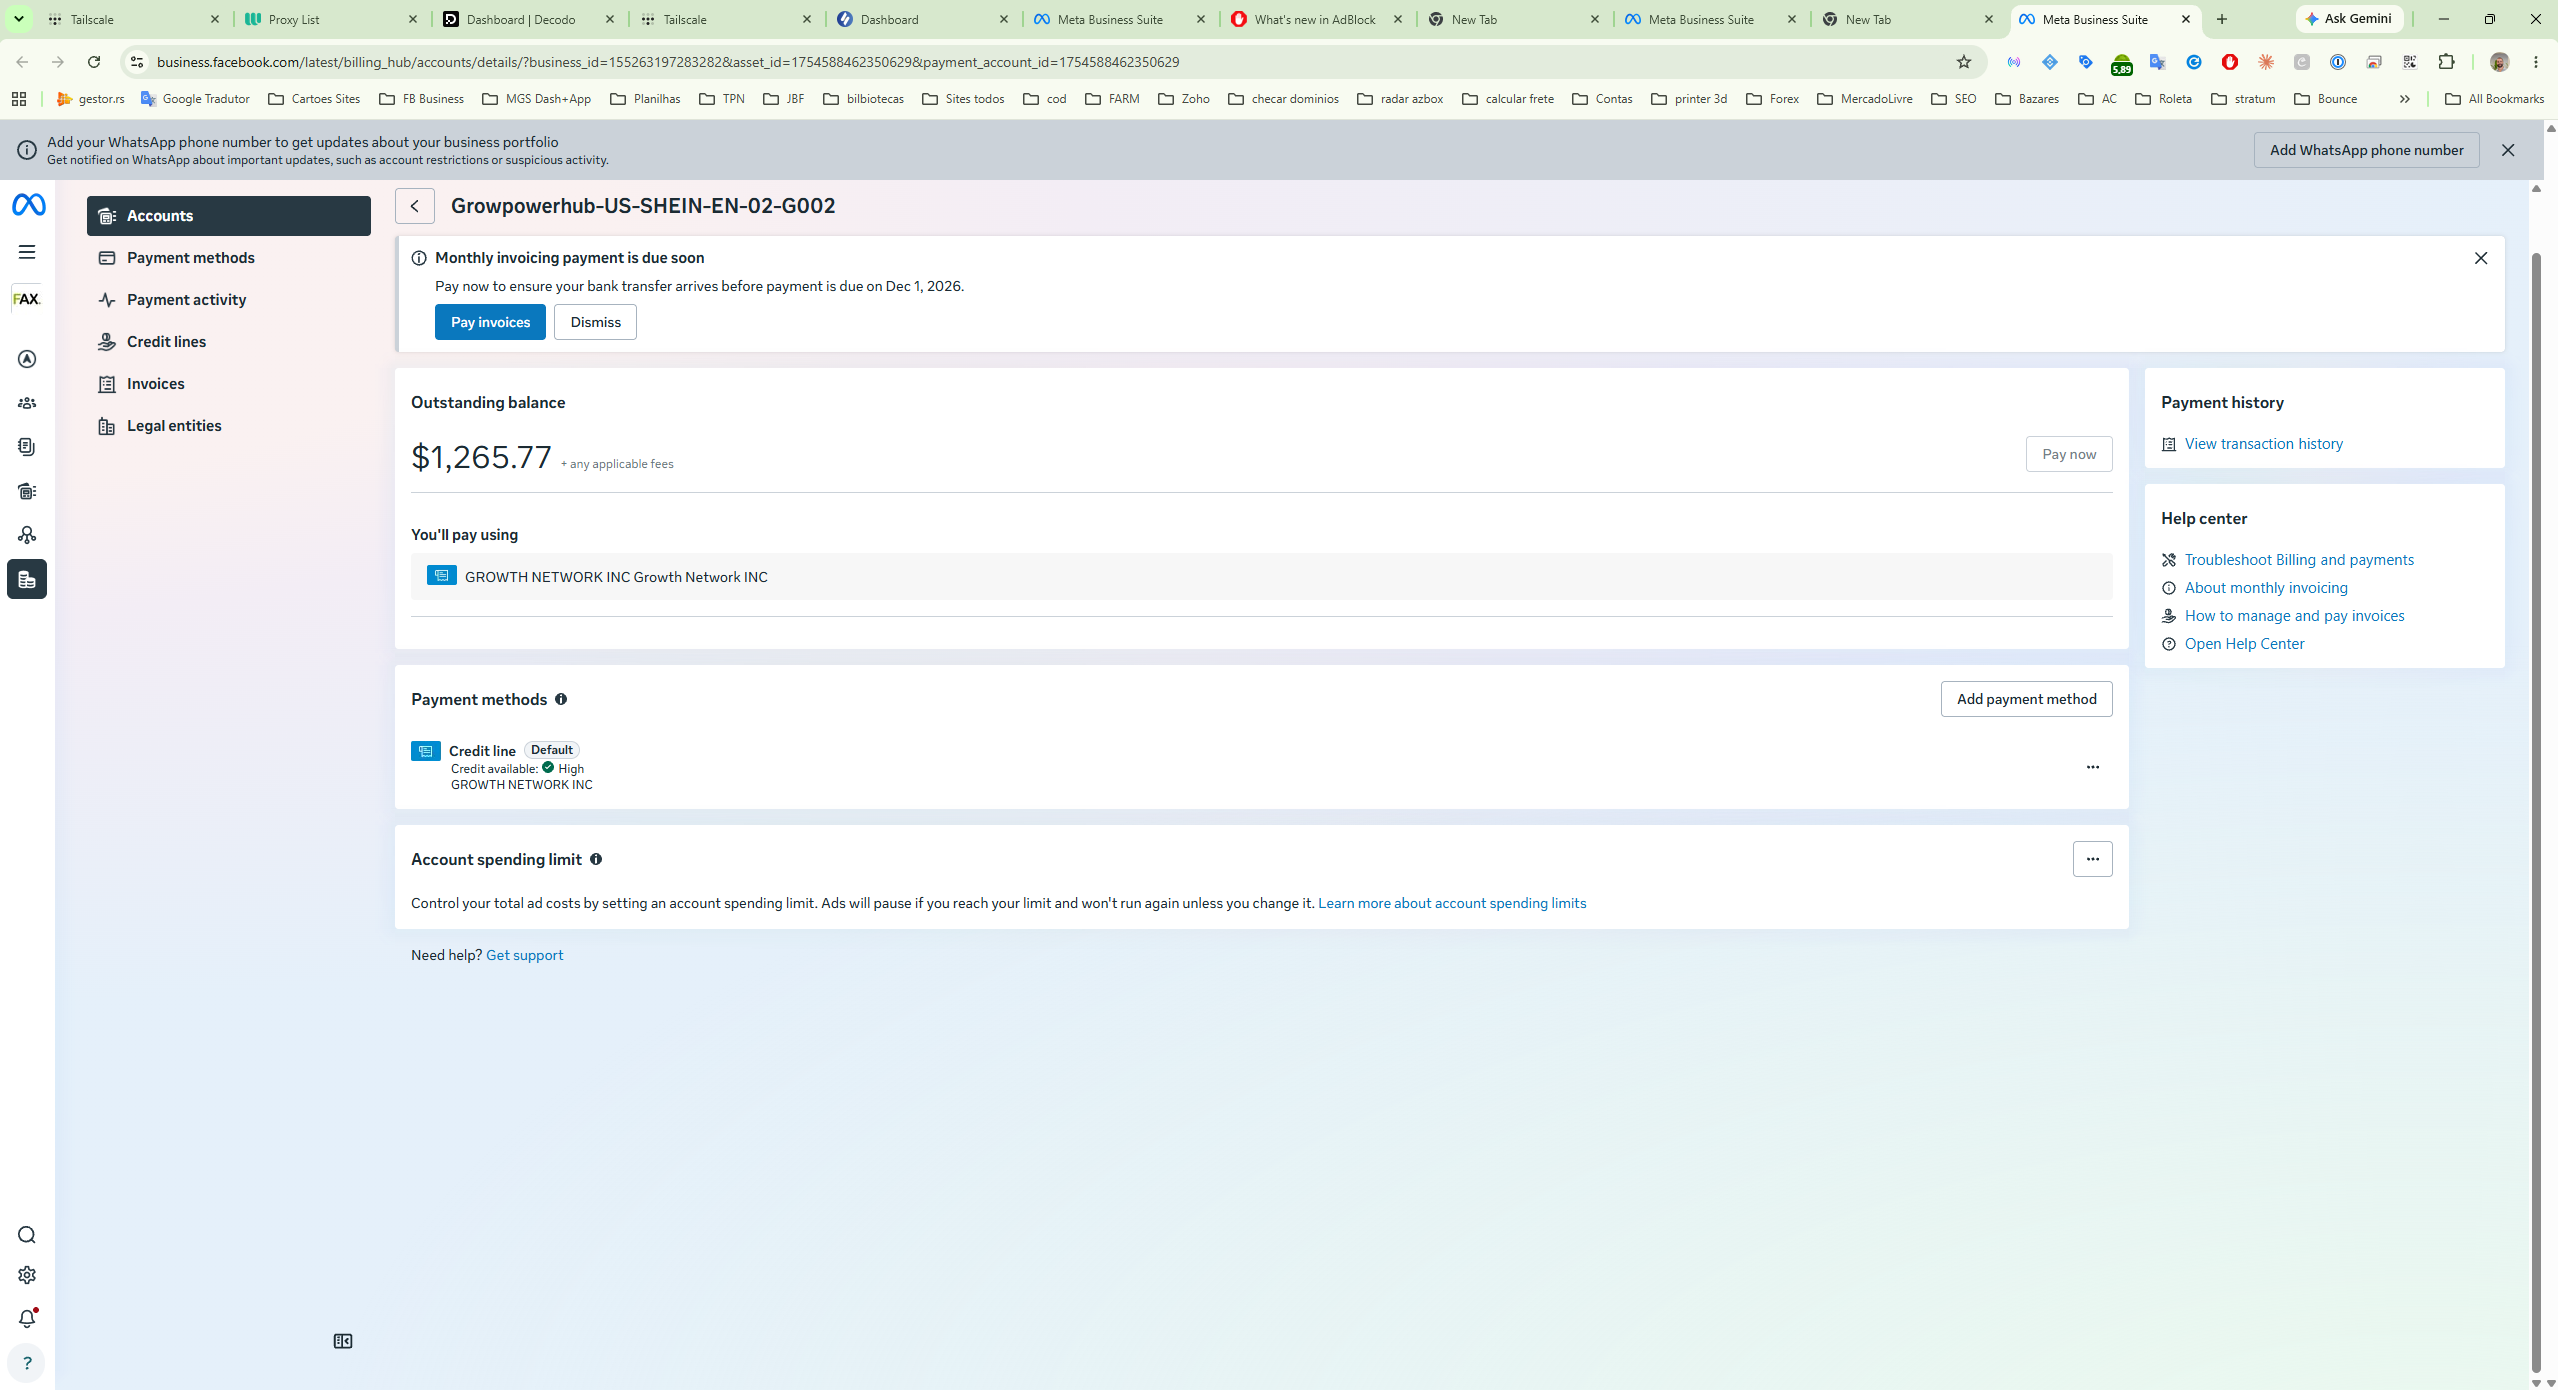 Tailscale
Proxy List
Dashboard | Decodo
Tailscale
Dashboard
Meta Business Suite
What's new in AdBlock
New Tab
Meta Business Suite
New Tab
Meta Business Suite
Ask Gemini
business.facebook.com/latest/billing_hub/accounts/details/?business_id=155263197283282&asset_id=1754588462350629&payment_account_id=1754588462350629
5,89
gestor.rs
Google Tradutor
Cartoes Sites
FB Business
MGS Dash+App
Planilhas
TPN
JBF
bilbiotecas
Sites todos
cod
FARM
Zoho
checar dominios
radar azbox
calcular frete
Contas
printer 3d
Forex
MercadoLivre
SEO
Bazares
AC
Roleta
stratum
Bounce
All Bookmarks
Add your WhatsApp phone number to get updates about your business portfolio
Get notified on WhatsApp about important updates, such as account restrictions or suspicious activity.
Add WhatsApp phone number
FAX.
Accounts
Payment methods
Payment activity
Credit lines
Invoices
Legal entities
Growpowerhub-US-SHEIN-EN-02-G002
Monthly invoicing payment is due soon
Pay now to ensure your bank transfer arrives before payment is due on Dec 1, 2026.
Pay invoices
Dismiss
Outstanding balance
$1,265.77 + any applicable fees
Pay now
You'll pay using
GROWTH NETWORK INC Growth Network INC
Payment methods
Add payment method
Credit line Default
Credit available: High
GROWTH NETWORK INC
Account spending limit
Control your total ad costs by setting an account spending limit. Ads will pause if you reach your limit and won't run again unless you change it. Learn more about account spending limits
Need help? Get support
Payment history
View transaction history
Help center
Troubleshoot Billing and payments
About monthly invoicing
How to manage and pay invoices
Open Help Center